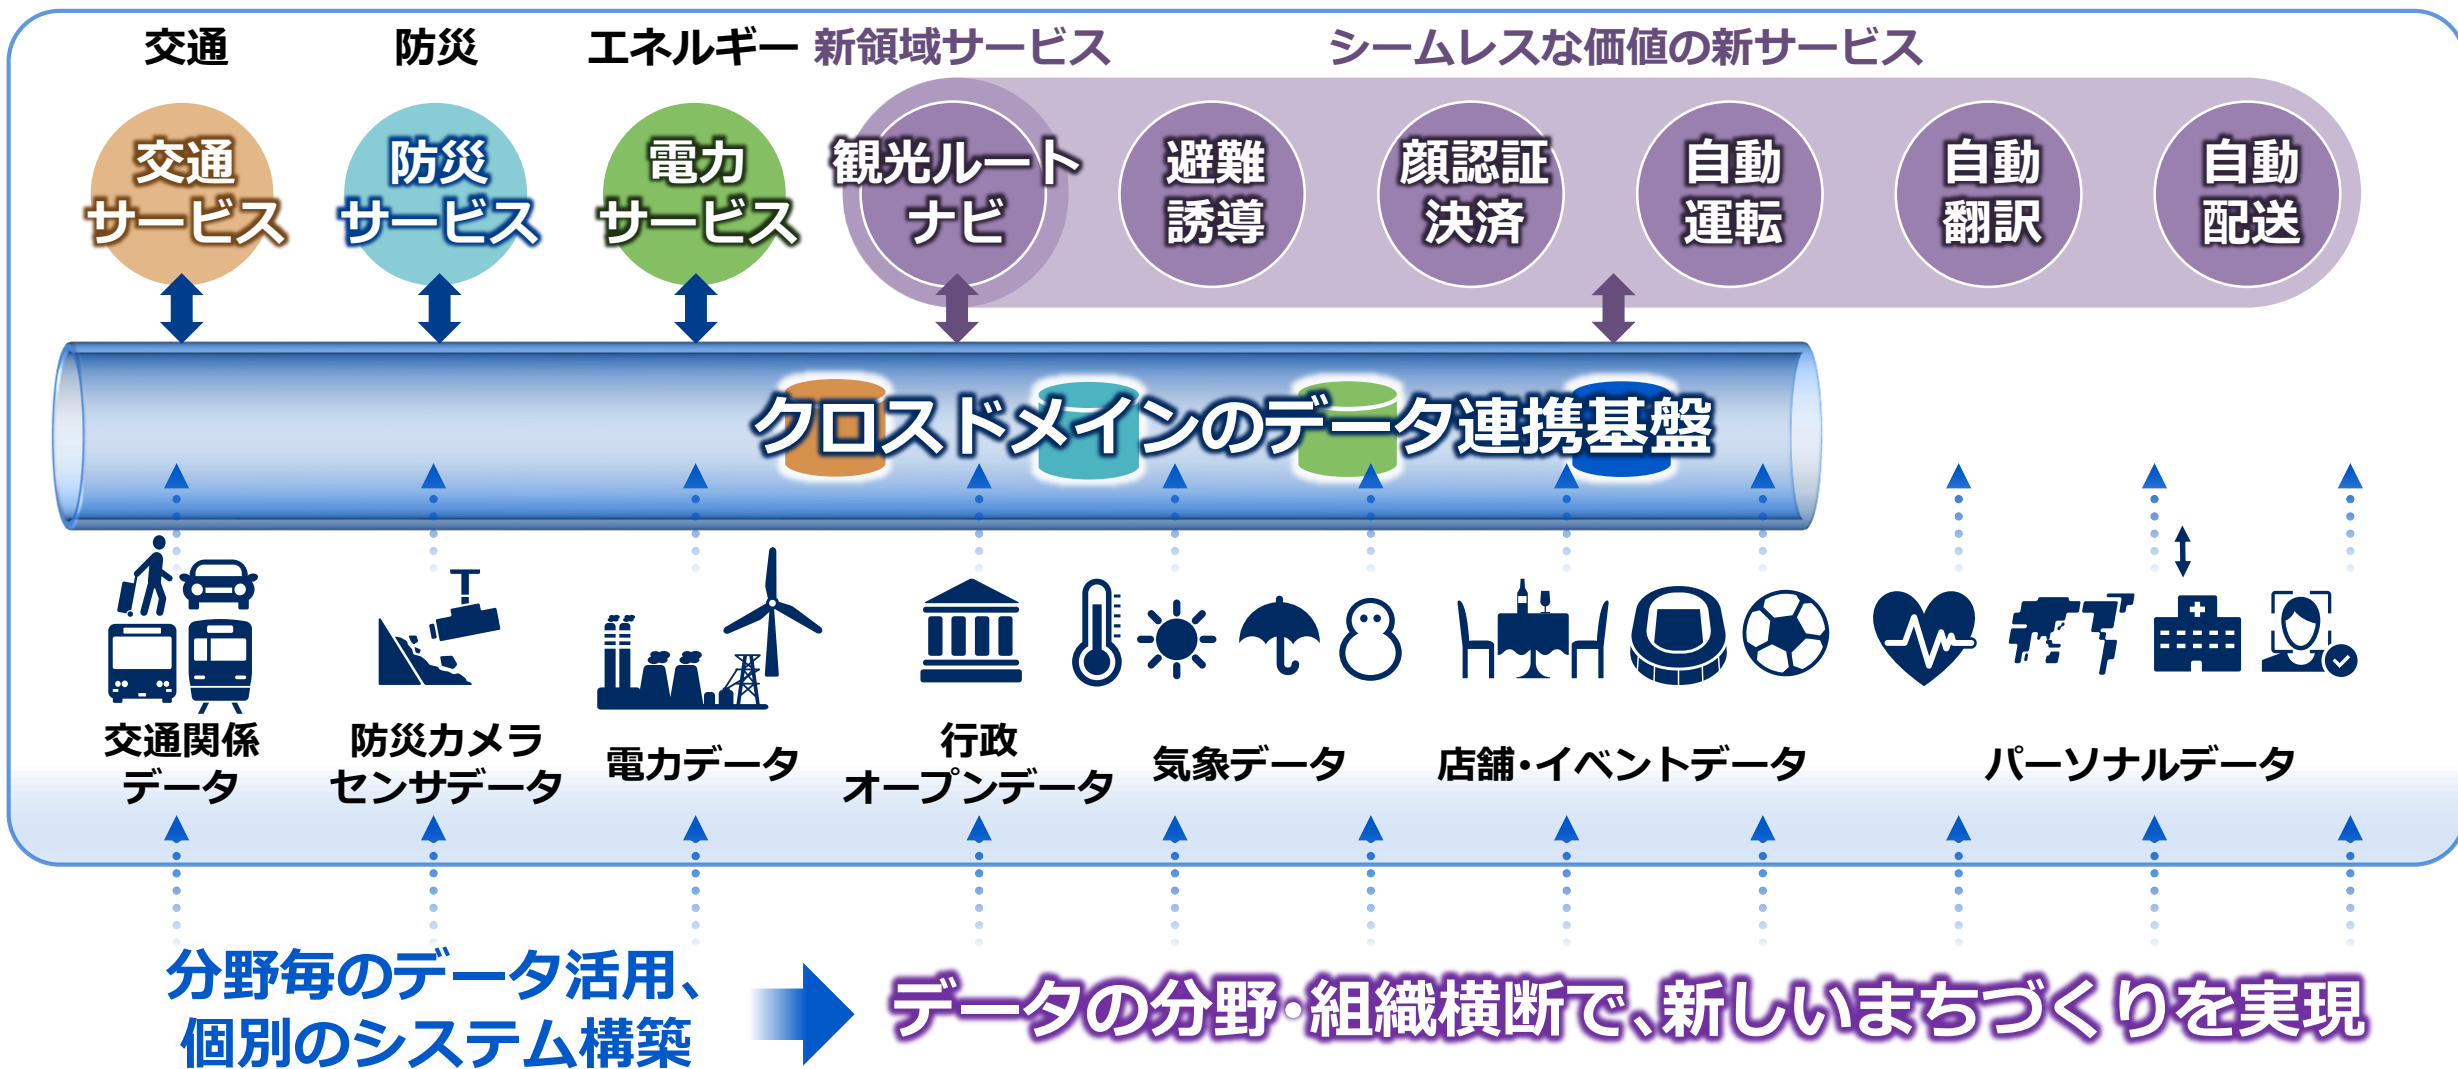 交通
防災
エネルギー
新領域サービス
シームレスな価値の新サービス
交通
サービス
防災
サービス
電力
サービス
観光ルート
ナビ
避難
誘導
顔認証
決済
自動
運転
自動
翻訳
自動
配送
クロスドメインのデータ連携基盤
交通関係
データ
防災カメラ
センサデータ
電力データ
行政
オープンデータ
気象データ
店舗・イベントデータ
パーソナルデータ
分野毎のデータ活用、
個別のシステム構築
データの分野・組織横断で、新しいまちづくりを実現